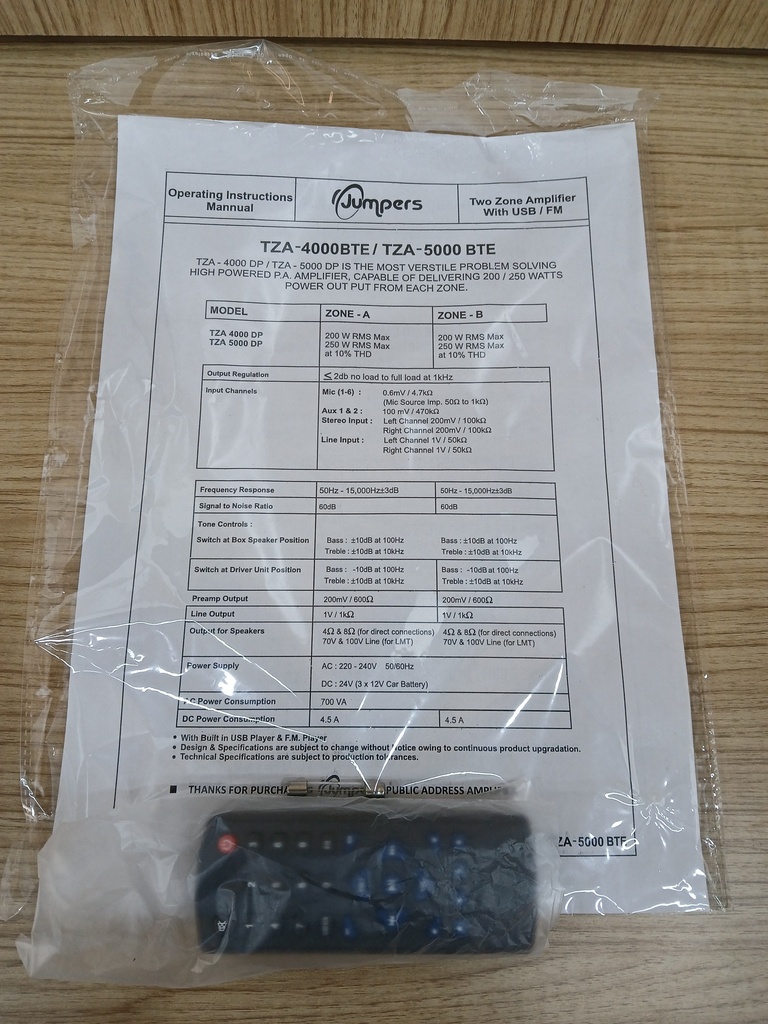 Operating Instructions
Mannual
Jumpers
Two Zone Amplifier
With USB / FM
TZA-4000BTE / TZA-5000 BTE
TZA - 4000 DP / TZA - 5000 DP IS THE MOST VERSTILE PROBLEM SOLVING
HIGH POWERED P.A. AMPLIFIER, CAPABLE OF DELIVERING 200 / 250 WATTS
POWER OUT PUT FROM EACH ZONE.
MODEL ZONE - A ZONE - B
TZA 4000 DP 200 W RMS Max 200 W RMS Max
TZA 5000 DP 250 W RMS Max 250 W RMS Max
at 10% THD at 10% THD
Output Regulation ≤ 2db no load to full load at 1kHz
Input Channels Mic (1-6) : 0.6mV / 4.7kΩ
(Mic Source Imp. 50Ω to 1kΩ)
Aux 1 & 2 : 100 mV / 470kΩ
Stereo Input : Left Channel 200mV / 100kΩ
Right Channel 200mV / 100kΩ
Line Input : Left Channel 1V / 50kΩ
Right Channel 1V / 50kΩ
Frequency Response 50Hz - 15,000Hz±3dB 50Hz - 15,000Hz±3dB
Signal to Noise Ratio 60dB 60dB
Tone Controls :
Switch at Box Speaker Position Bass : ±10dB at 100Hz Bass : ±10dB at 100Hz
Treble : ±10dB at 10kHz Treble : ±10dB at 10kHz
Switch at Driver Unit Position Bass : -10dB at 100Hz Bass : -10dB at 100Hz
Treble : ±10dB at 10kHz Treble : ±10dB at 10kHz
Preamp Output 200mV / 600Ω 200mV / 600Ω
Line Output 1V / 1kΩ 1V / 1kΩ
Output for Speakers 4Ω & 8Ω (for direct connections) 4Ω & 8Ω (for direct connections)
70V & 100V Line (for LMT) 70V & 100V Line (for LMT)
Power Supply AC : 220 - 240V 50/60Hz
DC : 24V (3 x 12V Car Battery)
AC Power Consumption 700 VA
DC Power Consumption 4.5 A 4.5 A
• With Built in USB Player & F.M. Player
• Design & Specifications are subject to change without notice owing to continuous product upgradation.
• Technical Specifications are subject to production tolerances.
■ THANKS FOR Jumpers PUBLIC ADDRESS
TZA-5000 BTE